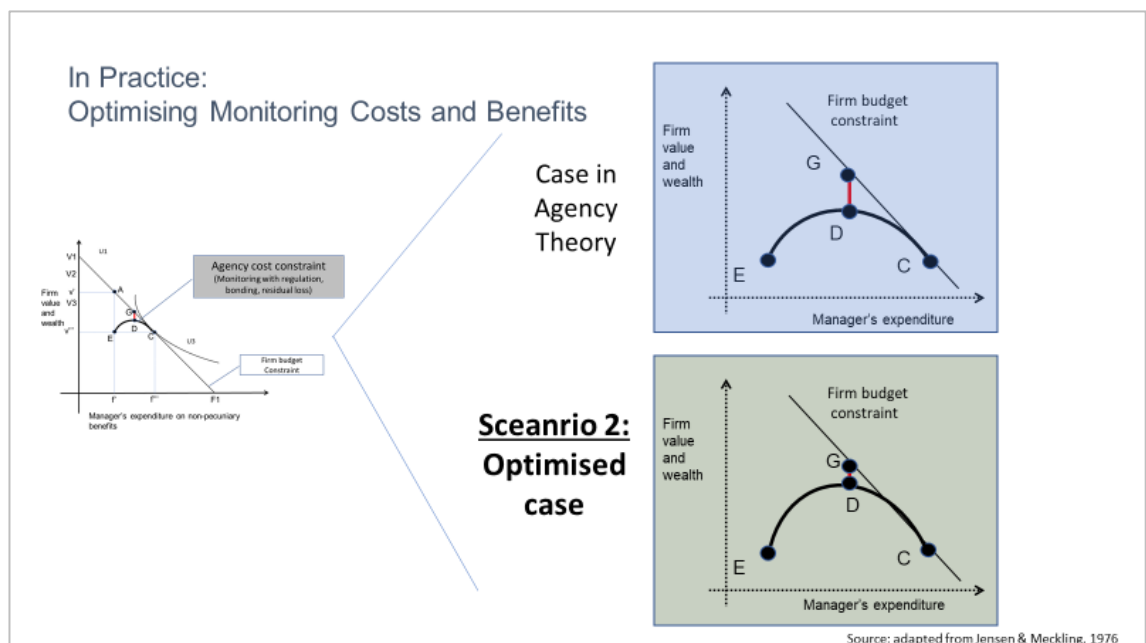 In Practice:
Optimising Monitoring Costs and Benefits
V1
U1
V2
v'
A
Firm
value
and
wealth
V3
G
D
v'''
E
C
U3
Agency cost constraint
(Monitoring with regulation,
bonding, residual loss)
Firm budget
Constraint
f'
f'''
F1
Manager's expenditure on non-pecuniary
benefits
Case in
Agency
Theory
Firm
value
and
wealth
Firm budget
constraint
G
D
E
C
Manager's expenditure
Sceanrio 2:
Optimised
case
Firm
value
and
wealth
Firm budget
constraint
G
D
E
C
Manager's expenditure
Source: adapted from Jensen & Meckling, 1976